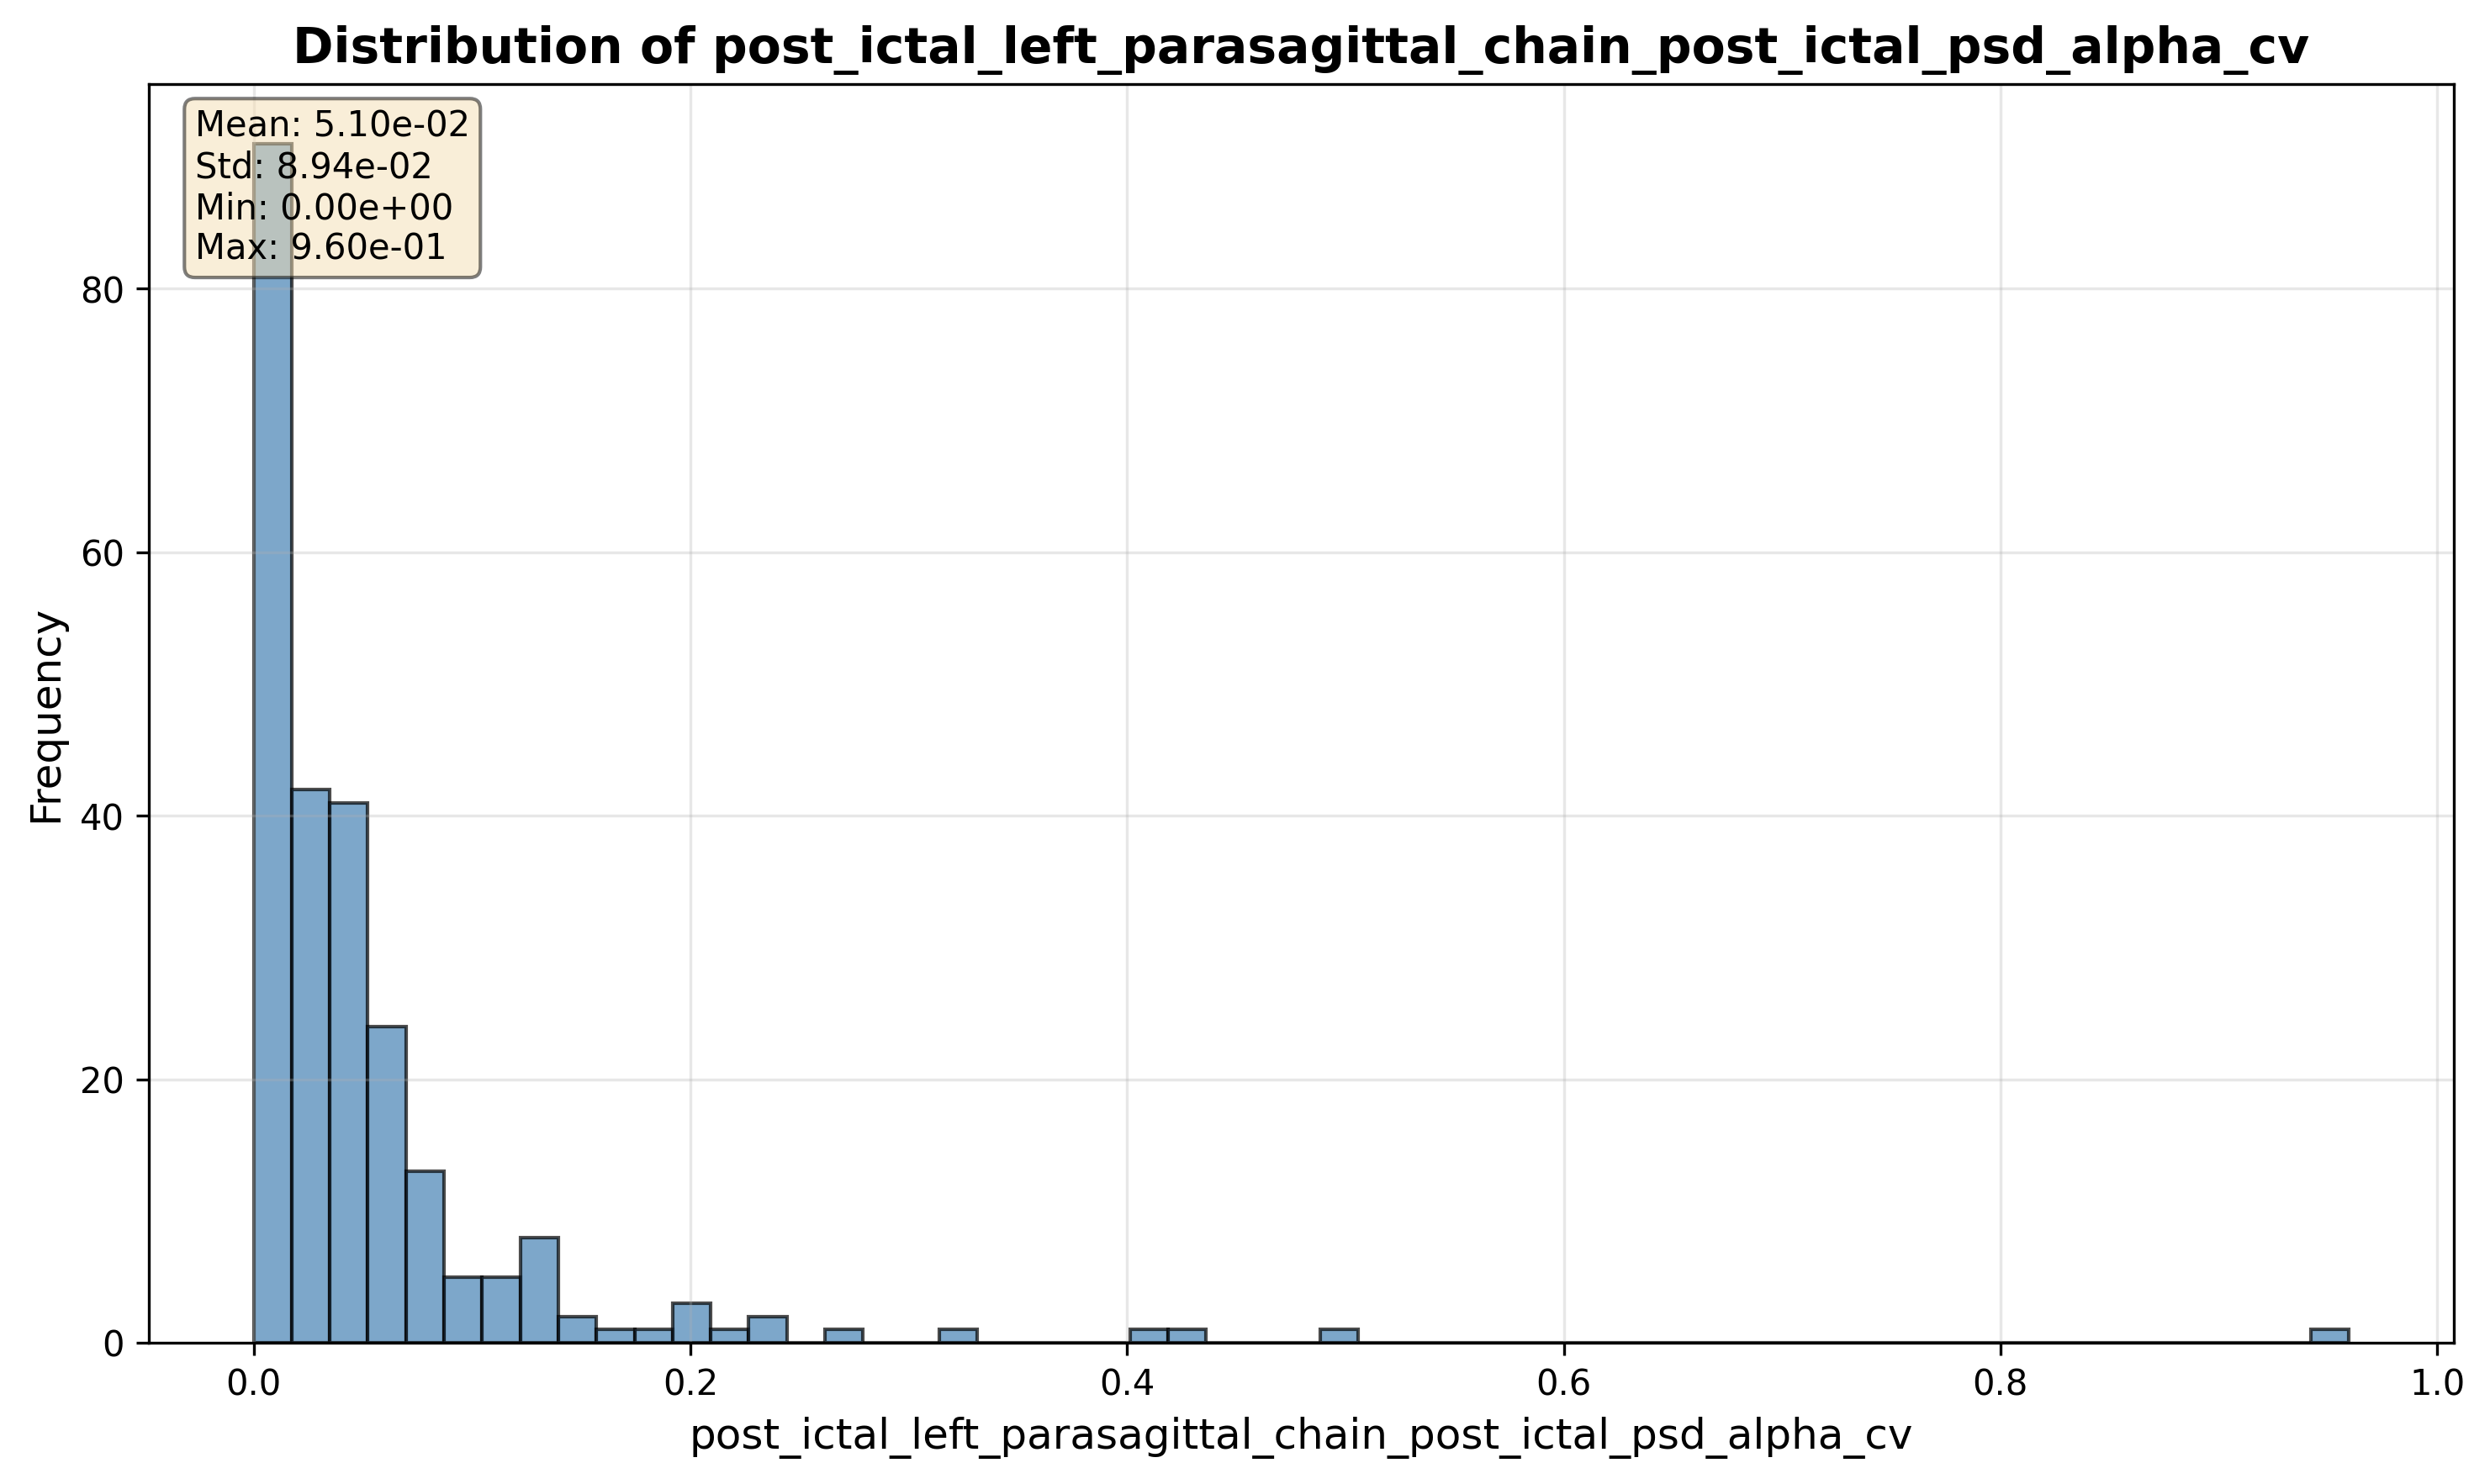 Distribution of post_ictal_left_parasagittal_chain_post_ictal_psd_alpha_cv
Mean: 5.10e-02
Std: 8.94e-02
Min: 0.00e+00
Max: 9.60e-01
80
60
40
20
0
Frequency
0.0 0.2 0.4 0.6 0.8 1.0
post_ictal_left_parasagittal_chain_post_ictal_psd_alpha_cv